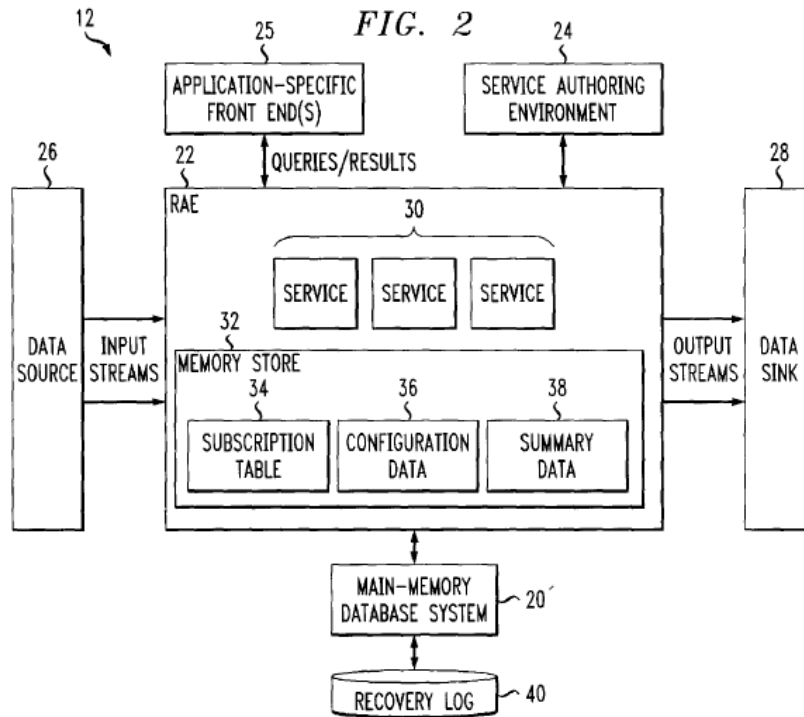 FIG. 2
12
25
24
APPLICATION-SPECIFIC
FRONT END(S)
SERVICE AUTHORING
ENVIRONMENT
26
22
QUERIES/RESULTS
28
RAE
30
SERVICE
SERVICE
SERVICE
DATA
SOURCE
INPUT
STREAMS
32
MEMORY STORE
34
36
38
SUBSCRIPTION
TABLE
CONFIGURATION
DATA
SUMMARY
DATA
OUTPUT
STREAMS
DATA
SINK
MAIN-MEMORY
DATABASE SYSTEM
20
RECOVERY LOG
40